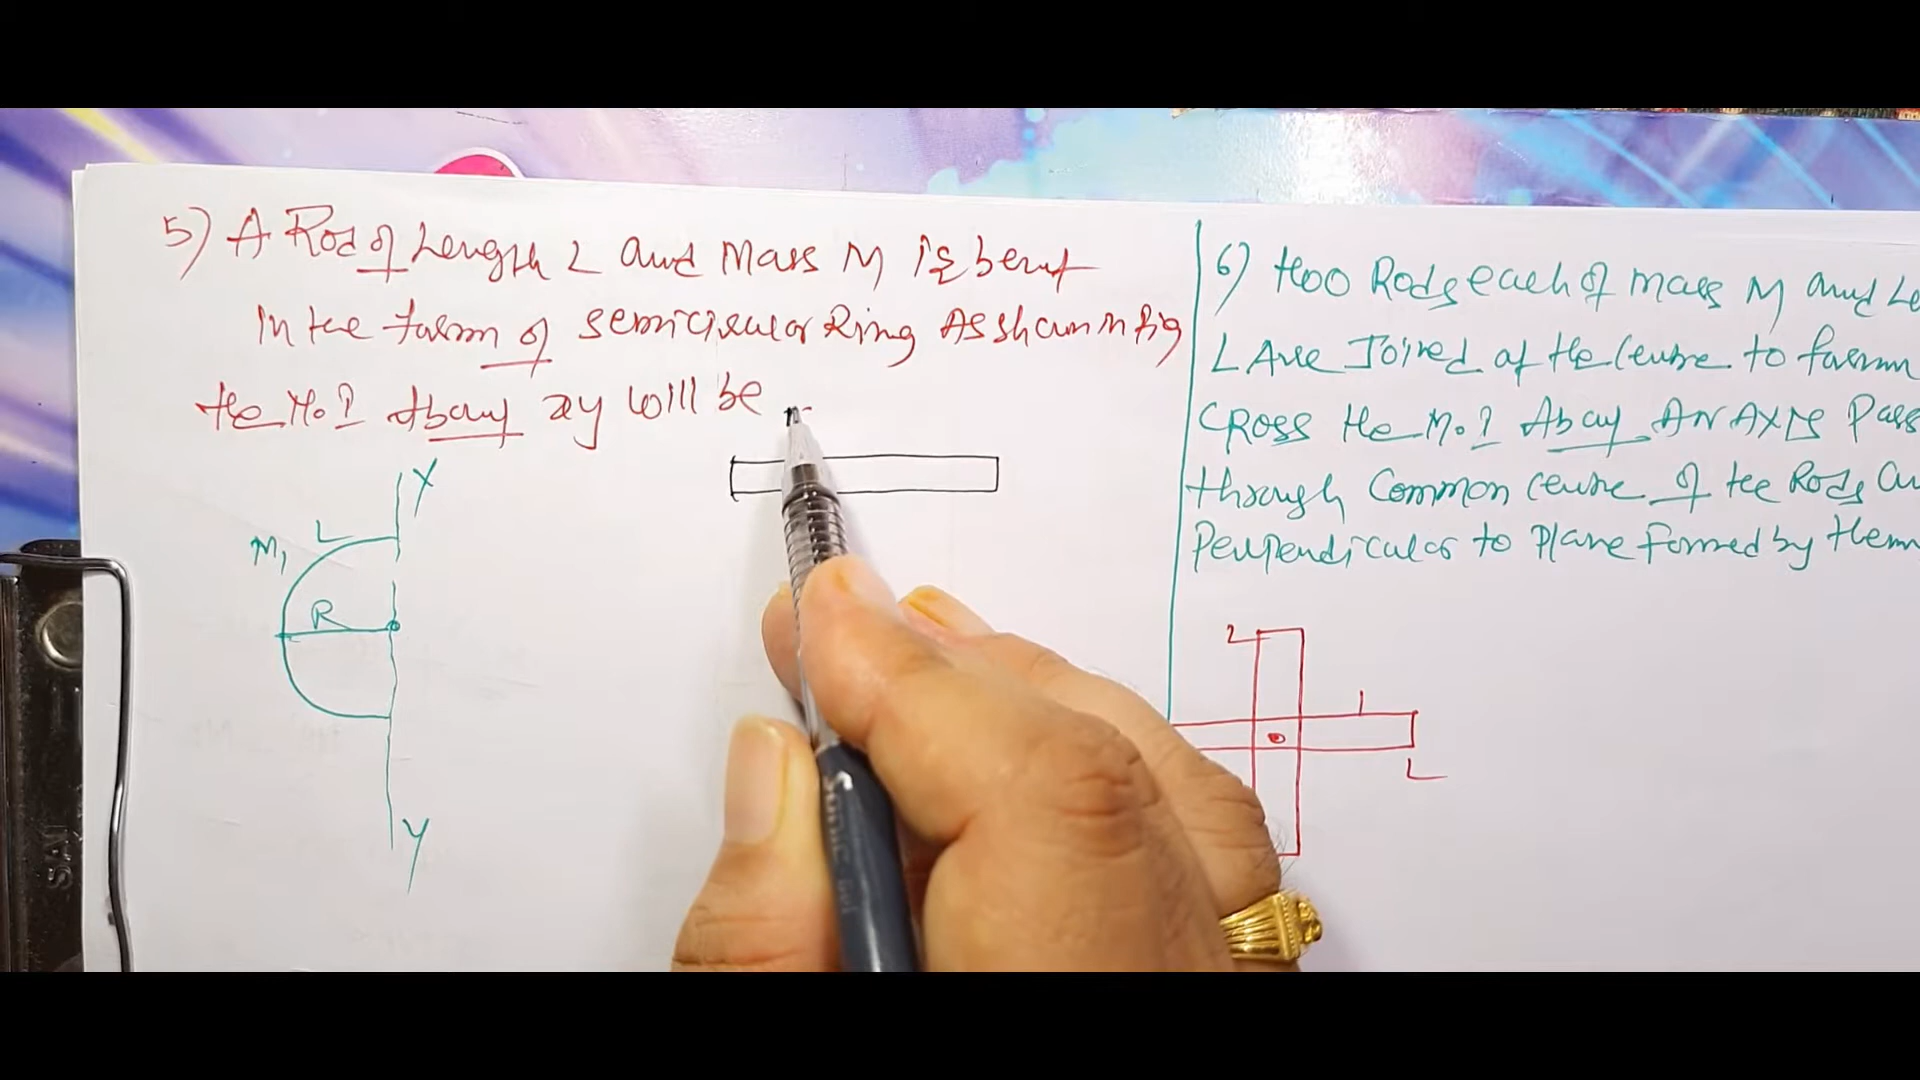 5) A Rod of Length L and Mass M is bent
in the form of semicircular Ring As shown in fig
the M.I About xy will be
X
L
M,
R
Y
6) two Rods each of mass M and Le
L Are Joined at the Centre to form
CROSS the M.I About AN AXIS Pass
through Common Centre of the Rods an
Perpendicular to Plane formed by them
2
1
L
SAT